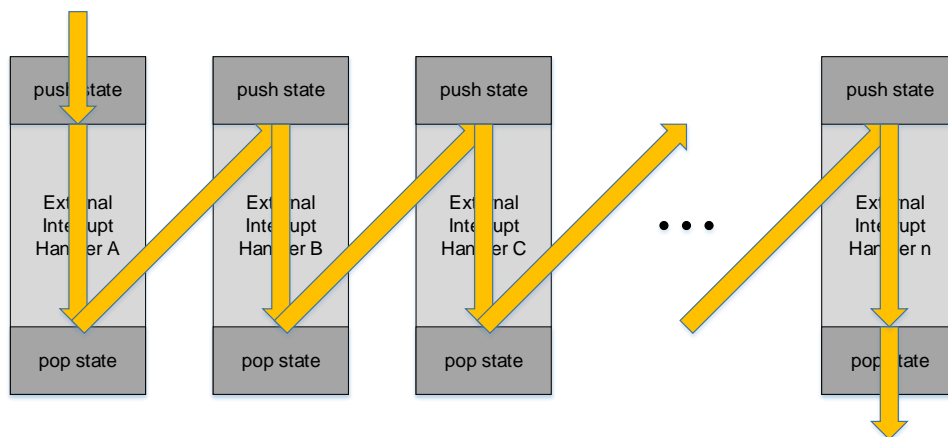 push state
External
Interrupt
Handler A
pop state
push state
External
Interrupt
Handler B
pop state
push state
External
Interrupt
Handler C
pop state
push state
External
Interrupt
Handler n
pop state